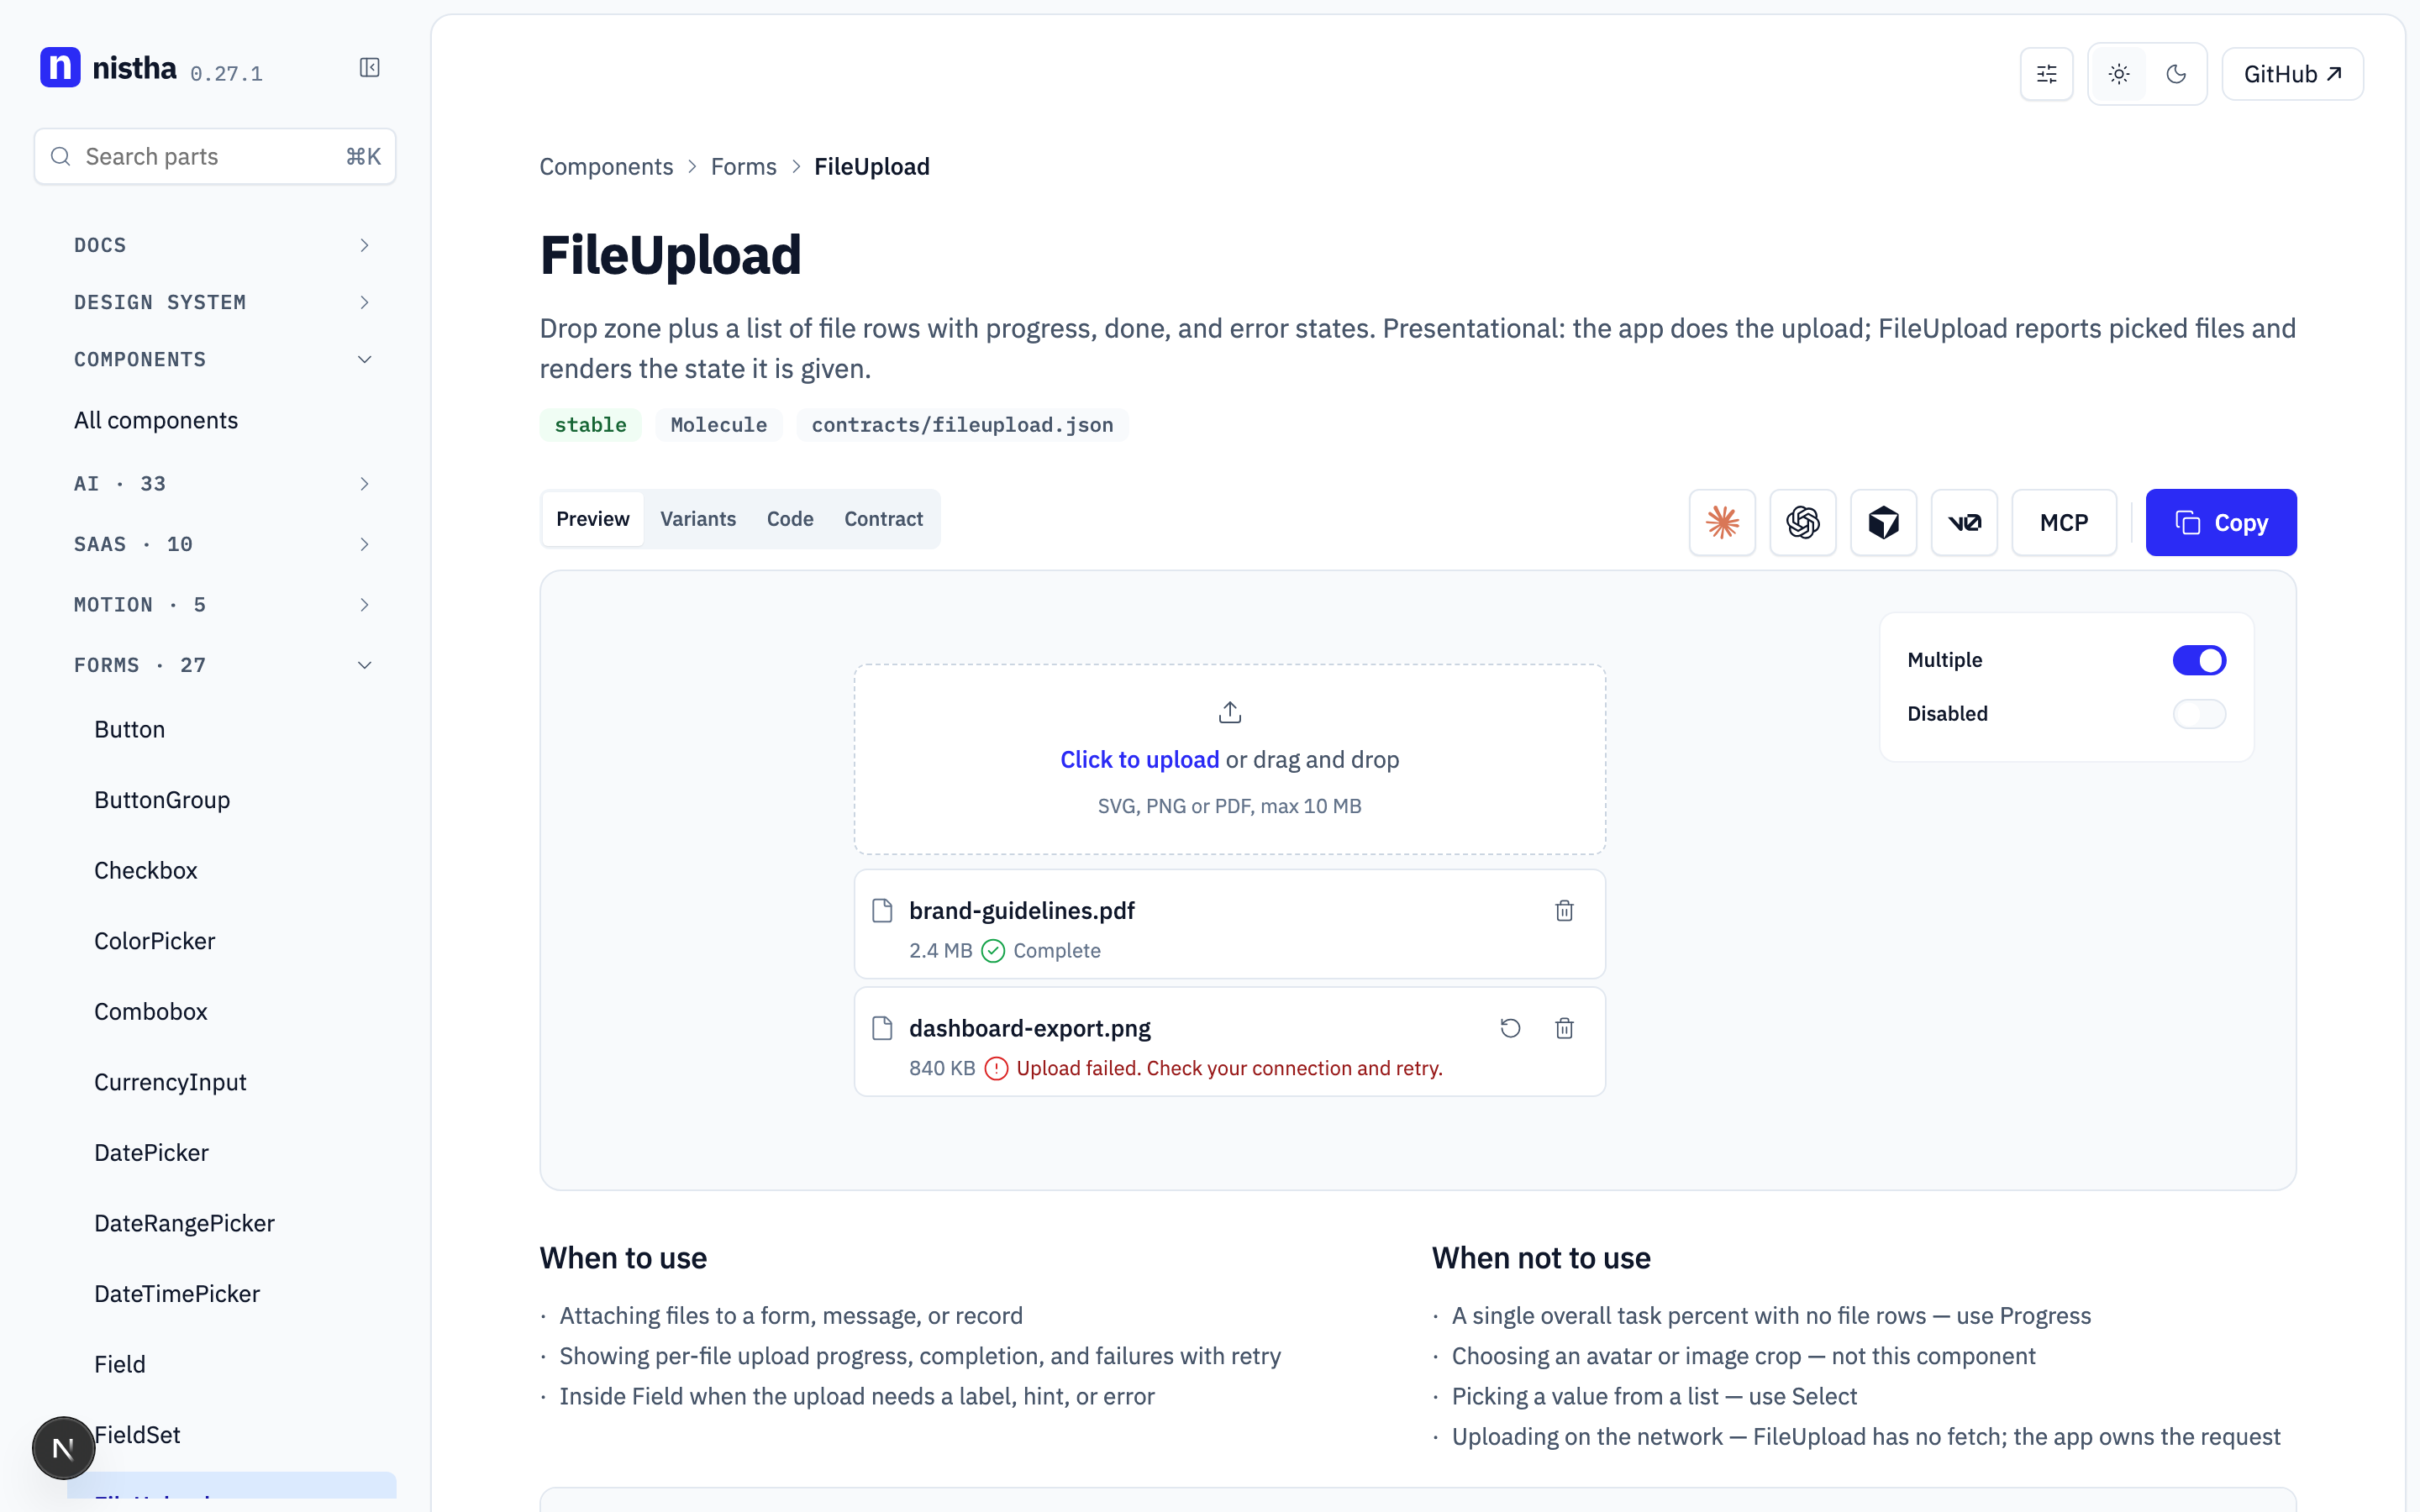 n nistha 0.27.1
Search parts ⌘K
DOCS
DESIGN SYSTEM
COMPONENTS
All components
AI · 33
SAAS · 10
MOTION · 5
FORMS · 27
Button
ButtonGroup
Checkbox
ColorPicker
Combobox
CurrencyInput
DatePicker
DateRangePicker
DateTimePicker
Field
FieldSet
N
GitHub
Components Forms FileUpload
FileUpload
Drop zone plus a list of file rows with progress, done, and error states. Presentational: the app does the upload; FileUpload reports picked files and
renders the state it is given.
stable Molecule contracts/fileupload.json
Preview Variants Code Contract
v0 MCP Copy
Multiple
Disabled
Click to upload or drag and drop
SVG, PNG or PDF, max 10 MB
brand-guidelines.pdf
2.4 MB Complete
dashboard-export.png
840 KB Upload failed. Check your connection and retry.
When to use
· Attaching files to a form, message, or record
· Showing per-file upload progress, completion, and failures with retry
· Inside Field when the upload needs a label, hint, or error
When not to use
· A single overall task percent with no file rows — use Progress
· Choosing an avatar or image crop — not this component
· Picking a value from a list — use Select
· Uploading on the network — FileUpload has no fetch; the app owns the request